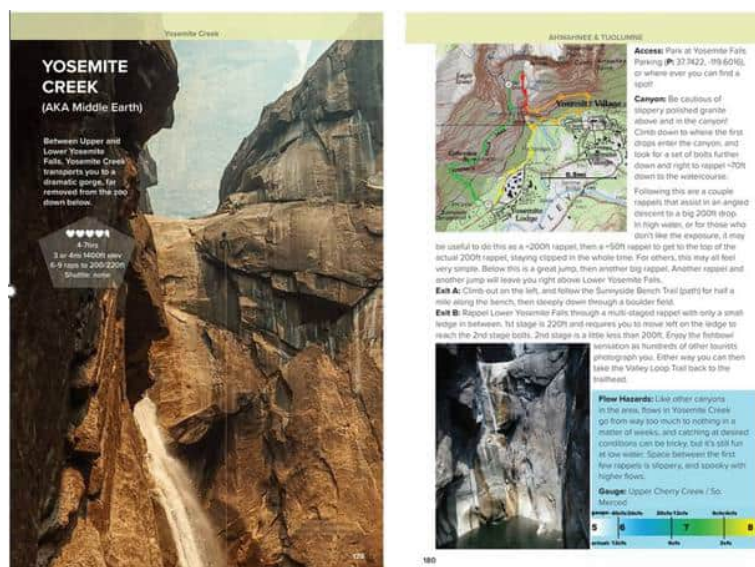 Yosemite Creek
YOSEMITE
CREEK
(AKA Middle Earth)
Between Upper and
Lower Yosemite
Falls, Yosemite Creek
transports you to a
dramatic gorge, far
removed from the zoo
down below.
4-7hrs
3 or 4mi 1400ft elev
6-9 raps to 200/220ft
Shuttle: none
179
AHWAHNEE & TUOLUMNE
Yosemite Village
Yosemite
Lodge
0.5mi
VALLEY
Access: Park at Yosemite Falls
Parking (P: 37.7422, -119.6016),
or where ever you can find a
spot!
Canyon: Be cautious of
slippery polished granite
above and in the canyon!
Climb down to where the first
drops enter the canyon, and
look for a set of bolts further
down and right to rappel ~70ft
down to the watercourse.
Following this are a couple
rappels that assist in an angled
descent to a big 200ft drop.
In high water, or for those who
don't like the exposure, it may
be useful to do this as a <200ft rappel, then a ~50ft rappel to get to the top of the
actual 200ft rappel, staying clipped in the whole time. For others, this may all feel
very simple. Below this is a great jump, then another big rappel. Another rappel and
another jump will leave you right above Lower Yosemite Falls.
Exit A: Climb out on the left, and follow the Sunnyside Bench Trail (path) for half a
mile along the bench, then steeply down through a boulder field.
Exit B: Rappel Lower Yosemite Falls through a multi-staged rappel with only a small
ledge in between. 1st stage is 220ft and requires you to move left on the ledge to
reach the 2nd stage bolts. 2nd stage is a little less than 200ft. Enjoy the fishbowl
sensation as hundreds of other tourists
photograph you. Either way you can then
take the Valley Loop Trail back to the
trailhead.
Flow Hazards: Like other canyons
in the area, flows in Yosemite Creek
go from way too much to nothing in a
matter of weeks, and catching at desired
conditions can be tricky, but it's still fun
at low water. Space between the first
few rappels is slippery, and spooky with
higher flows.
Gauge: Upper Cherry Creek / So.
Merced
5 6 7 8
180